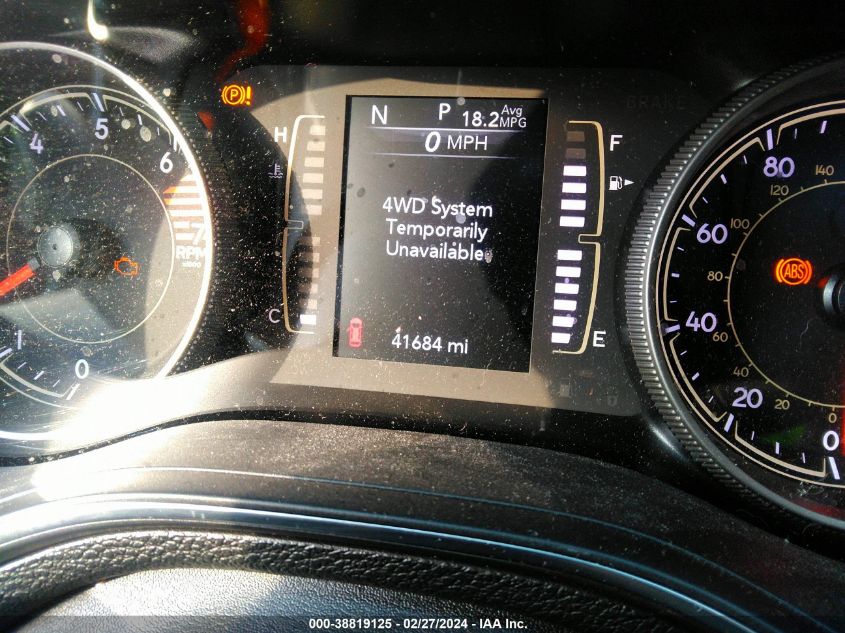 N P 18.2 Avg MPG
0 MPH
4WD System
Temporarily
Unavailable
41684 mi
H
C
F
E
BRAKE
P !
0
1
4
5
6
7
RPM
x1000
ABS
0
20
40
60
80
0
20
40
60
80
100
120
140
000-38819125 - 02/27/2024 - IAA Inc.